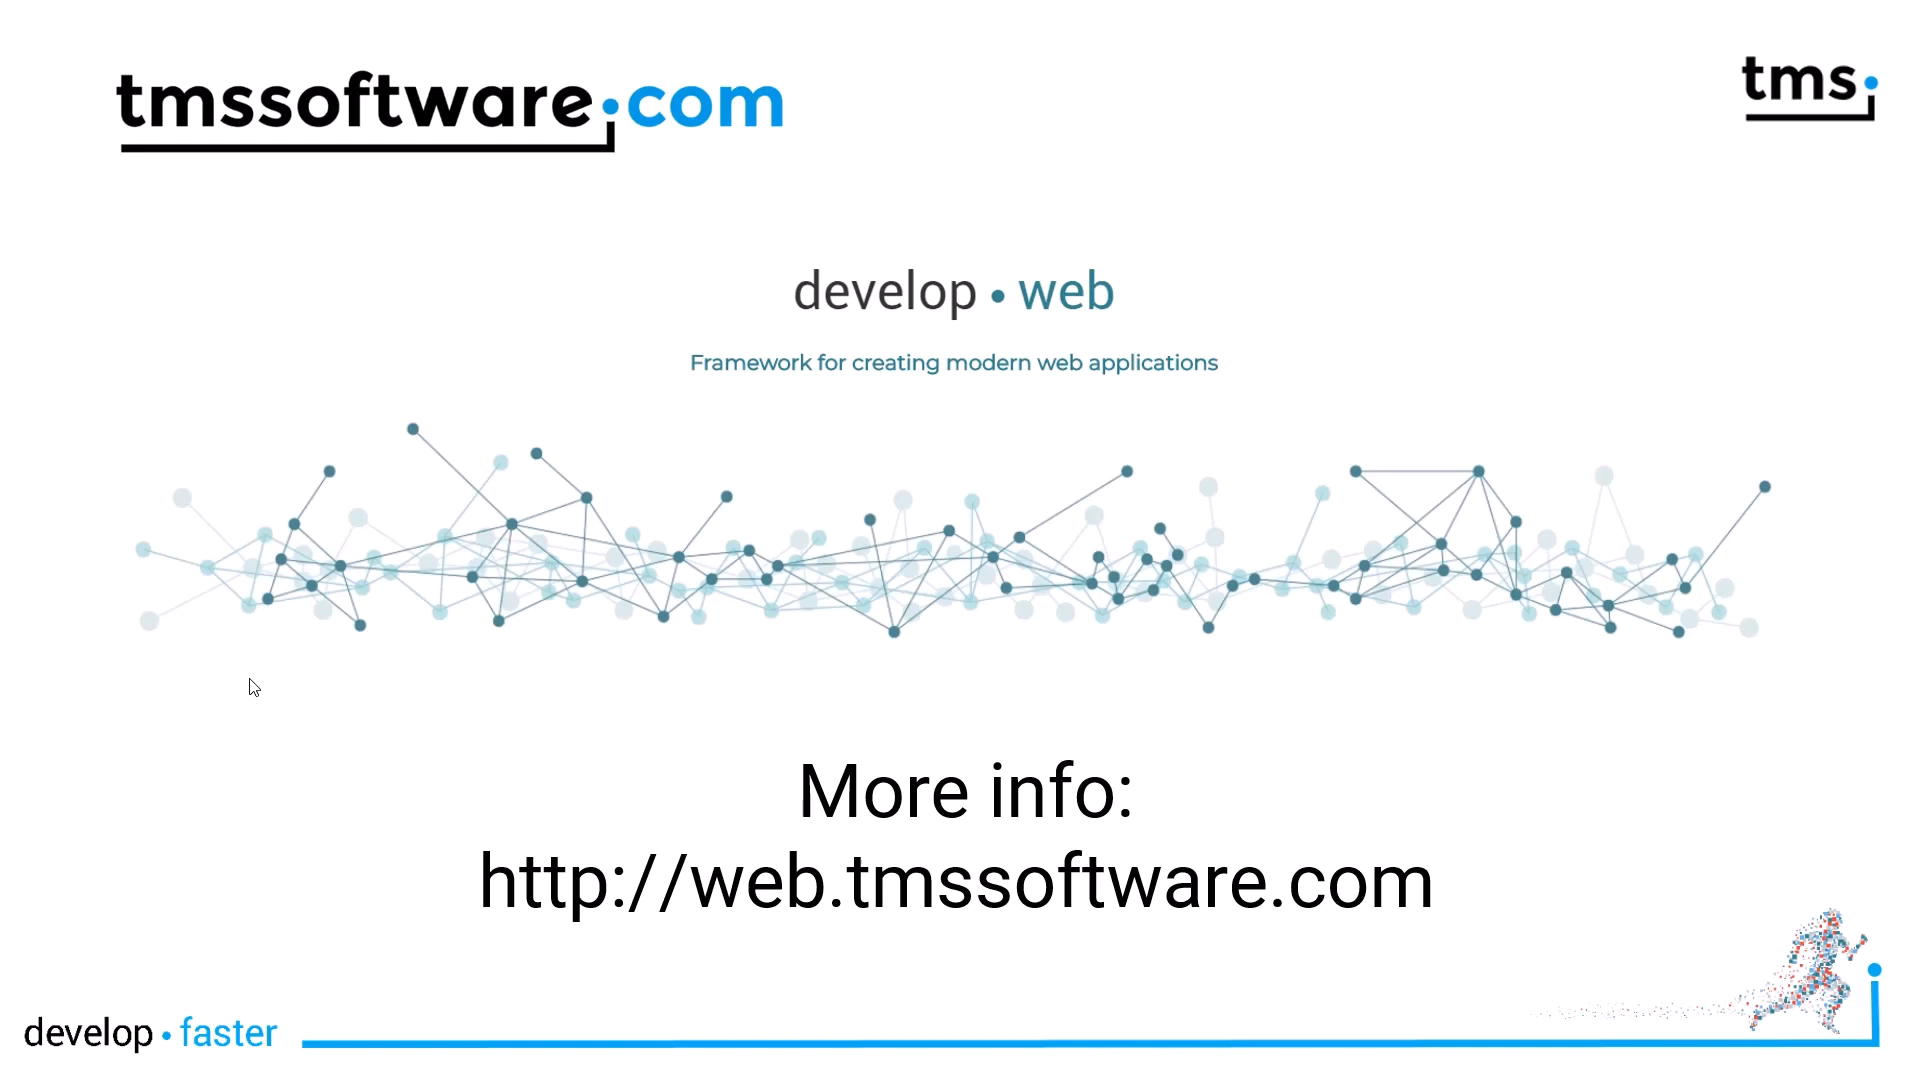 tmssoftware.com
tms
develop • web
Framework for creating modern web applications
More info:
http://web.tmssoftware.com
develop • faster